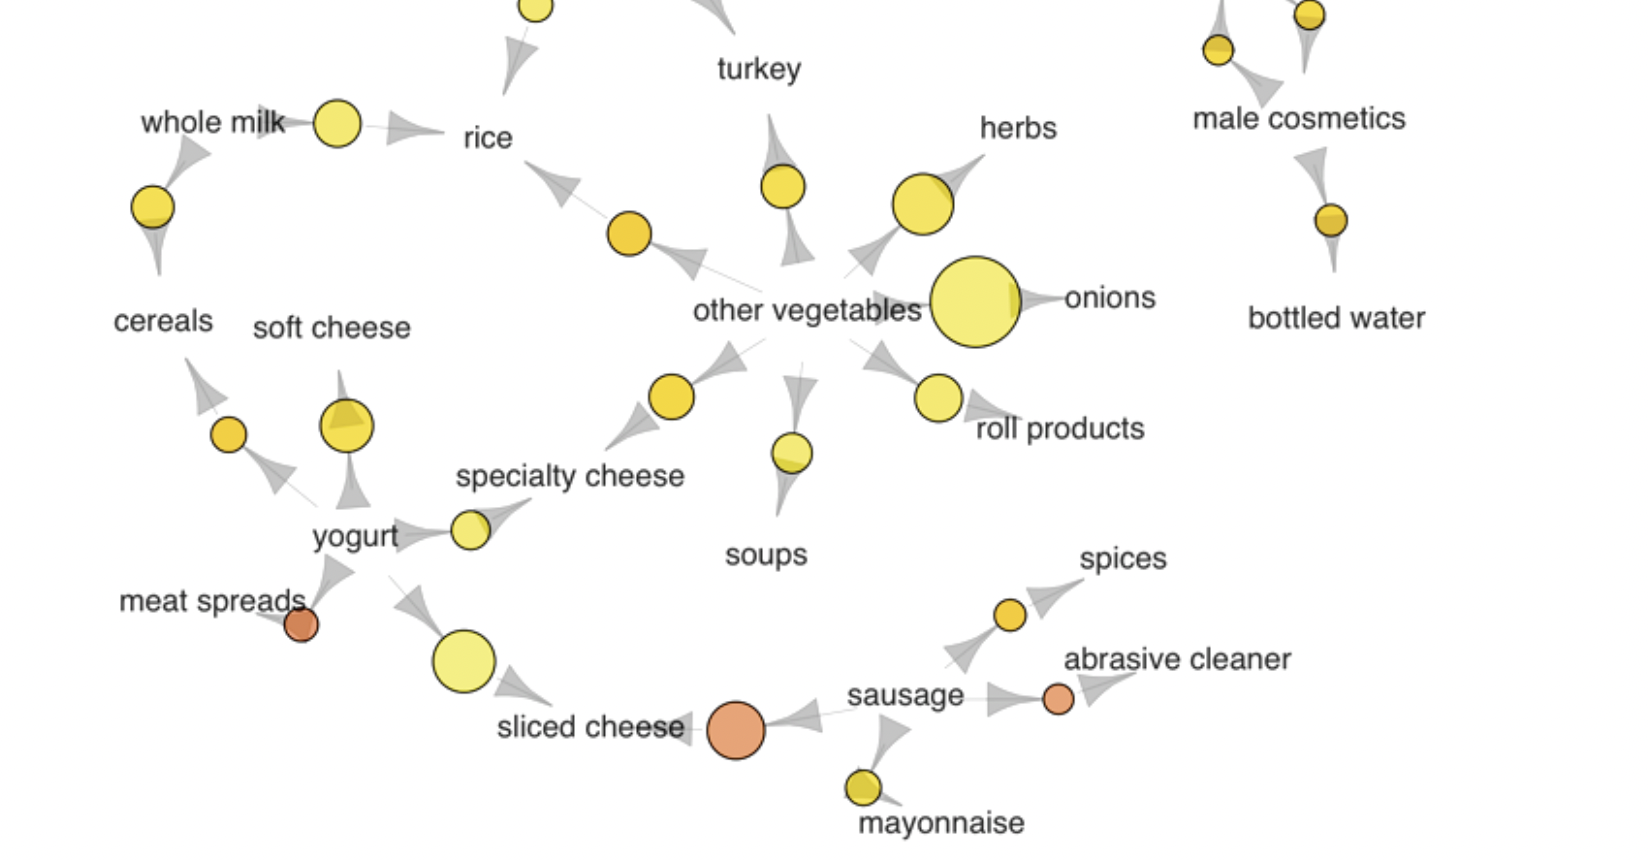 turkey
whole milk
rice
herbs
male cosmetics
cereals
soft cheese
other vegetables
onions
bottled water
specialty cheese
roll products
yogurt
soups
spices
meat spreads
abrasive cleaner
sliced cheese
sausage
mayonnaise